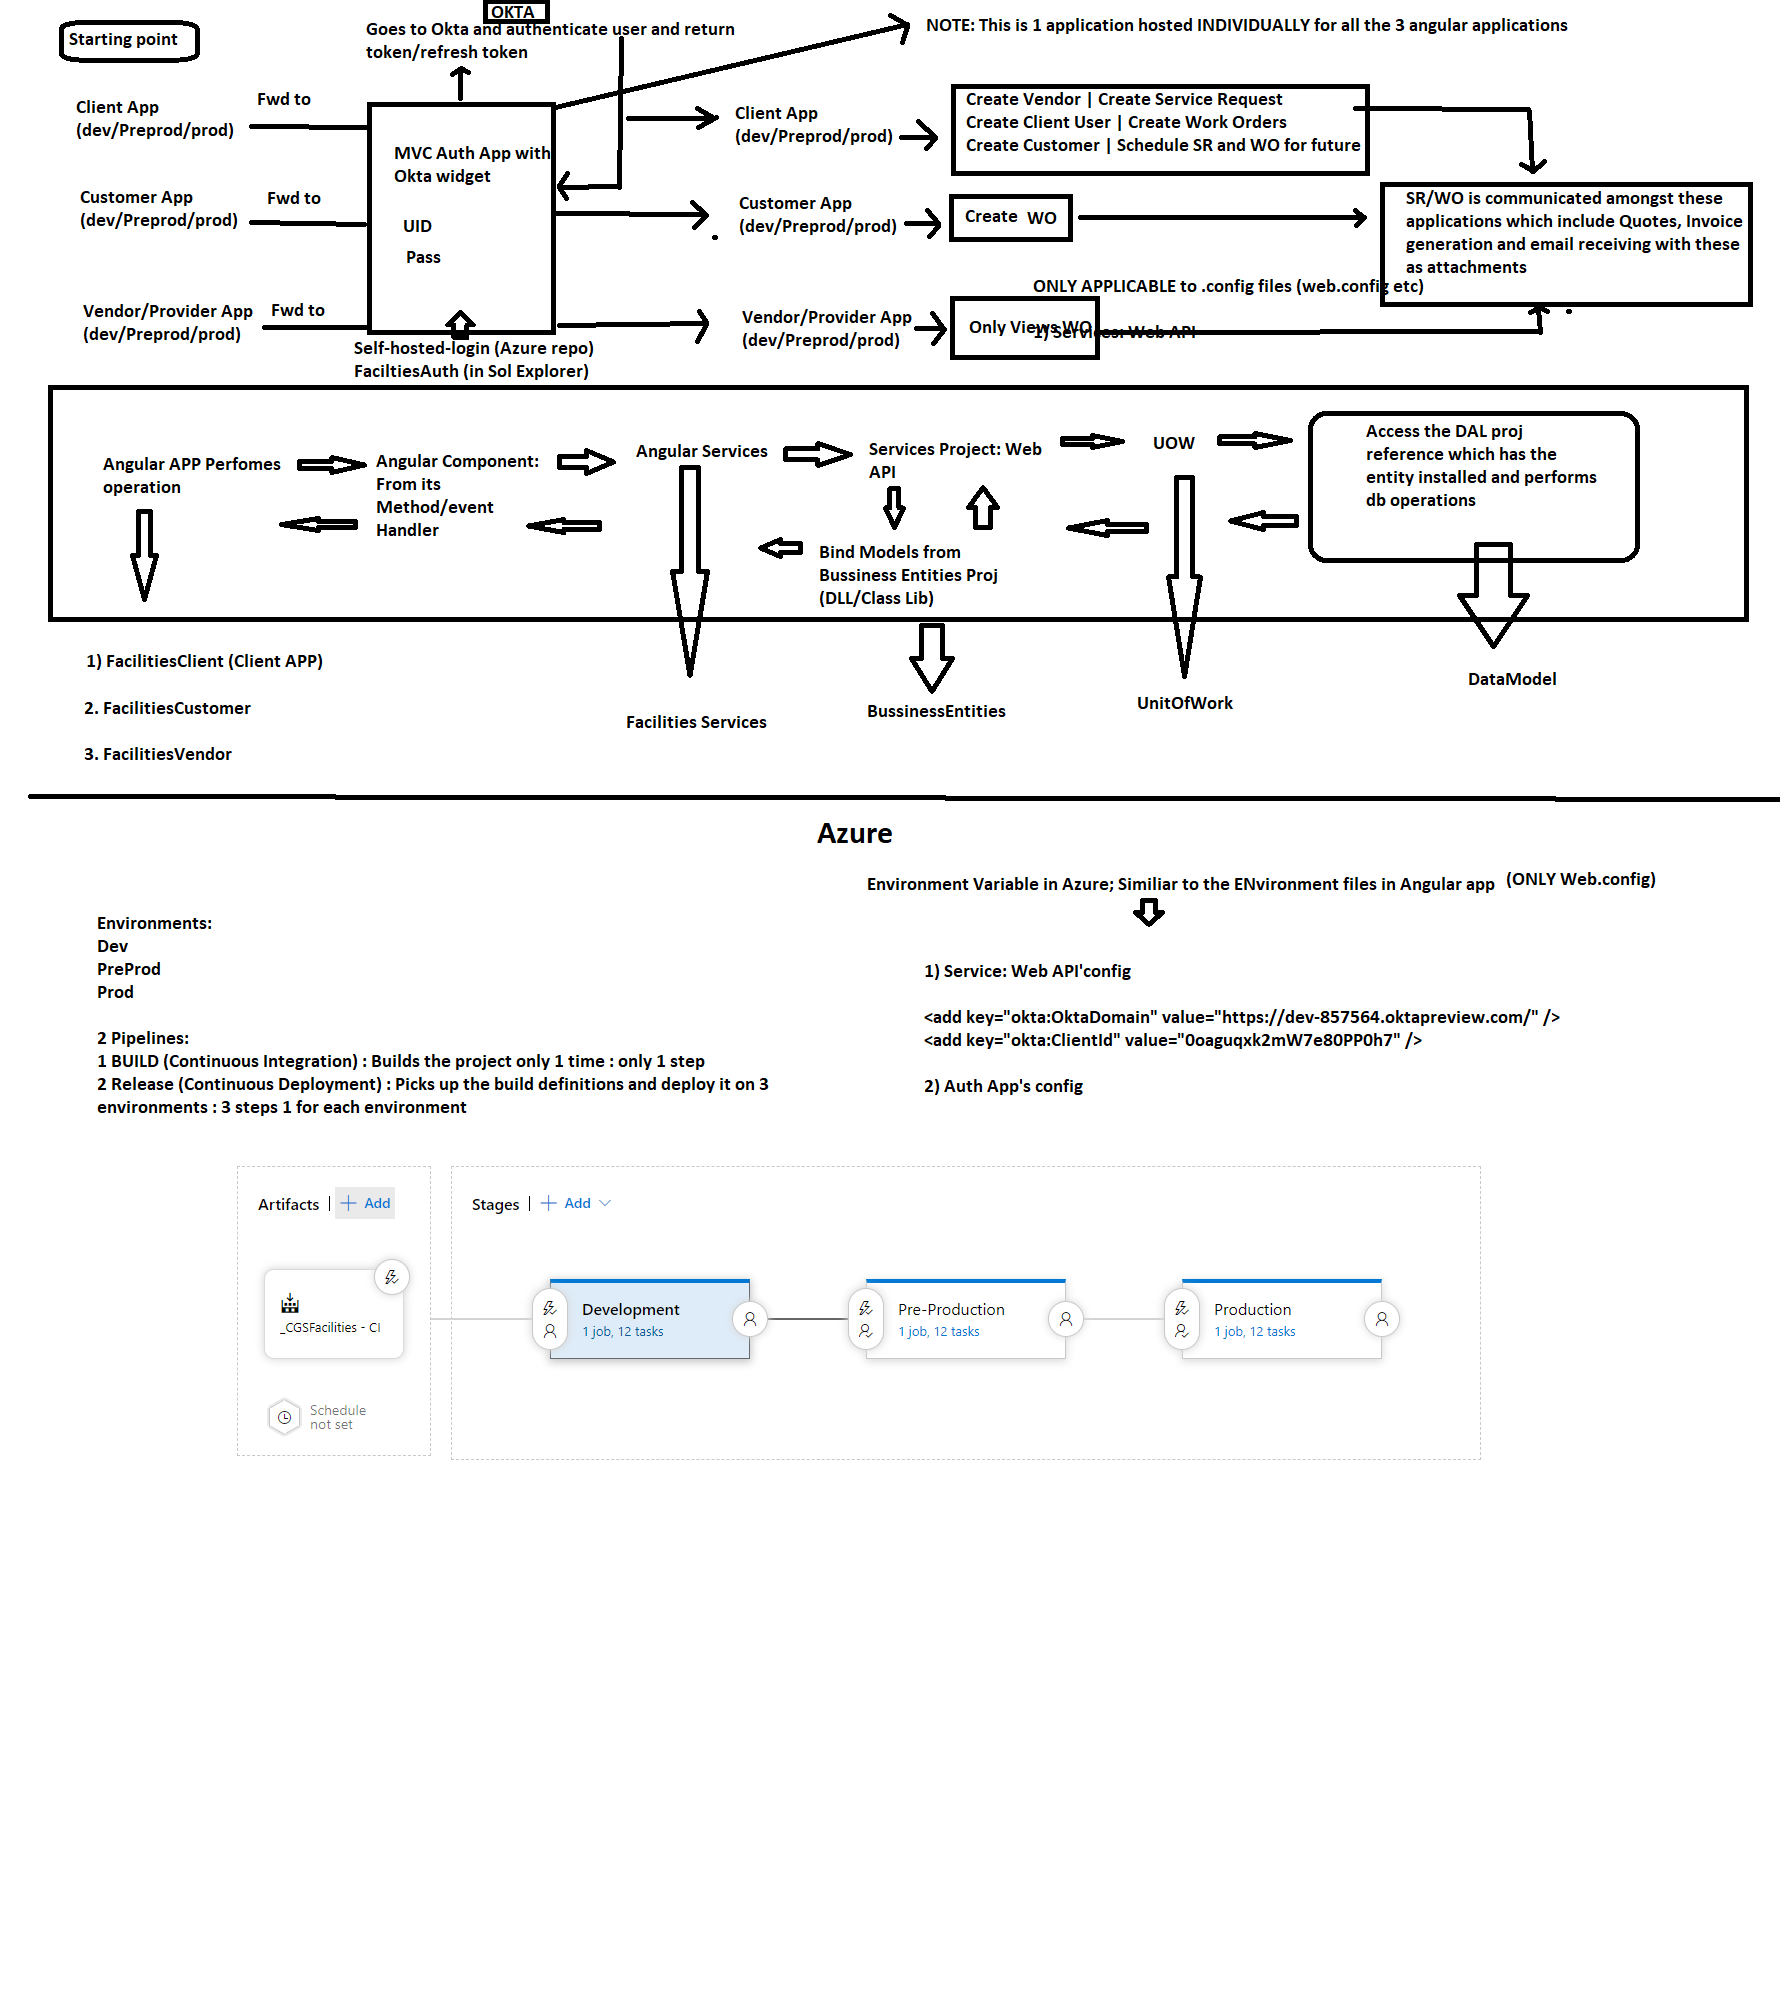 OKTA
Starting point
Goes to Okta and authenticate user and return
token/refresh token
NOTE: This is 1 application hosted INDIVIDUALLY for all the 3 angular applications
Client App
(dev/Preprod/prod)
Fwd to
Customer App
(dev/Preprod/prod)
Fwd to
Vendor/Provider App
(dev/Preprod/prod)
Fwd to
MVC Auth App with
Okta widget
UID
Pass
Self-hosted-login (Azure repo)
FaciltiesAuth (in Sol Explorer)
Client App
(dev/Preprod/prod)
Customer App
(dev/Preprod/prod)
Vendor/Provider App
(dev/Preprod/prod)
Create Vendor | Create Service Request
Create Client User | Create Work Orders
Create Customer | Schedule SR and WO for future
Create WO
ONLY APPLICABLE to .config files (web.config etc)
Only Views WO
1) Services: Web API
SR/WO is communicated amongst these
applications which include Quotes, Invoice
generation and email receiving with these
as attachments
Angular APP Perfomes
operation
Angular Component:
From its
Method/event
Handler
Angular Services
Services Project: Web
API
Bind Models from
Bussiness Entities Proj
(DLL/Class Lib)
UOW
Access the DAL proj
reference which has the
entity installed and performs
db operations
1) FacilitiesClient (Client APP)
2. FacilitiesCustomer
3. FacilitiesVendor
Facilities Services
BussinessEntities
UnitOfWork
DataModel
Azure
Environment Variable in Azure; Similiar to the ENvironment files in Angular app (ONLY Web.config)
Environments:
Dev
PreProd
Prod
2 Pipelines:
1 BUILD (Continuous Integration) : Builds the project only 1 time : only 1 step
2 Release (Continuous Deployment) : Picks up the build definitions and deploy it on 3
environments : 3 steps 1 for each environment
1) Service: Web API'config
<add key="okta:OktaDomain" value="https://dev-857564.oktapreview.com/" />
<add key="okta:ClientId" value="0oaguqxk2mW7e80PP0h7" />
2) Auth App's config
Artifacts | + Add
Stages | + Add
_CGSFacilities - CI
Schedule
not set
Development
1 job, 12 tasks
Pre-Production
1 job, 12 tasks
Production
1 job, 12 tasks